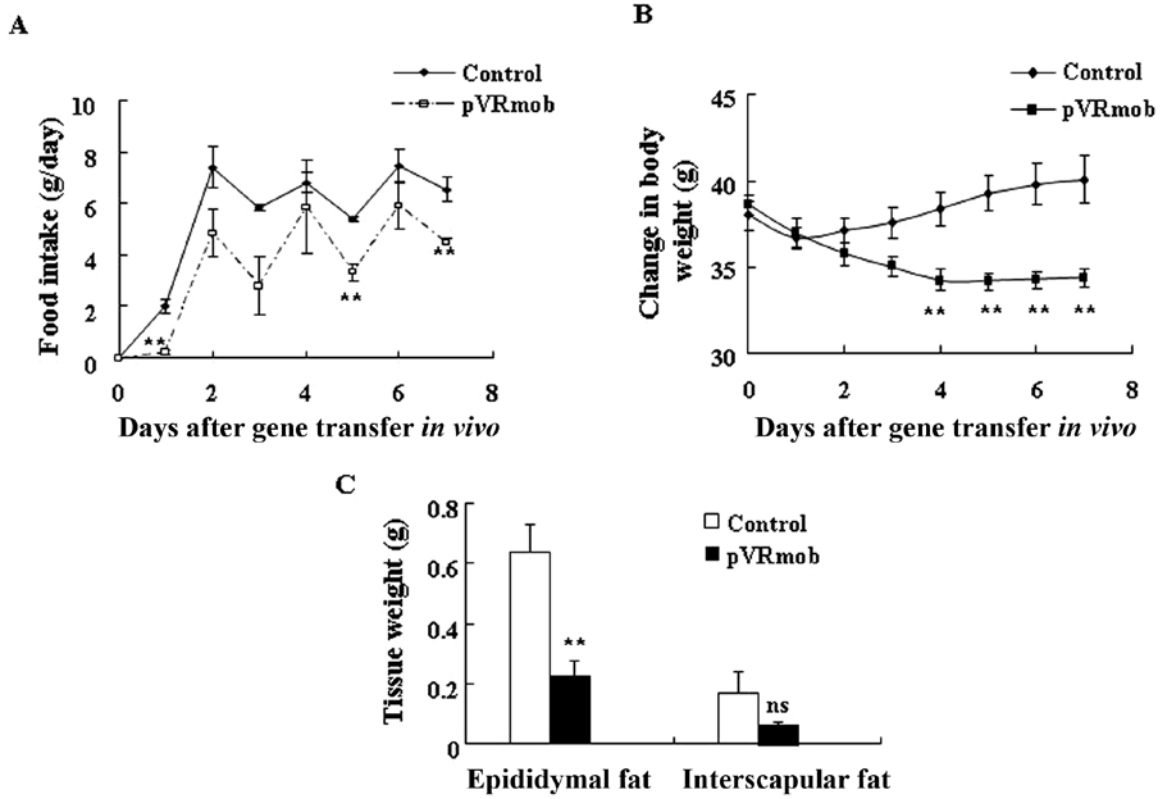 A
Control
pVRmob
10
8
6
4
2
0
Food intake (g/day)
**
**
**
0 2 4 6 8
Days after gene transfer in vivo
B
Control
pVRmob
45
40
35
30
Change in body
weight (g)
** ** ** **
0 2 4 6 8
Days after gene transfer in vivo
C
Control
pVRmob
0.8
0.6
0.4
0.2
0
Tissue weight (g)
**
ns
Epididymal fat Interscapular fat